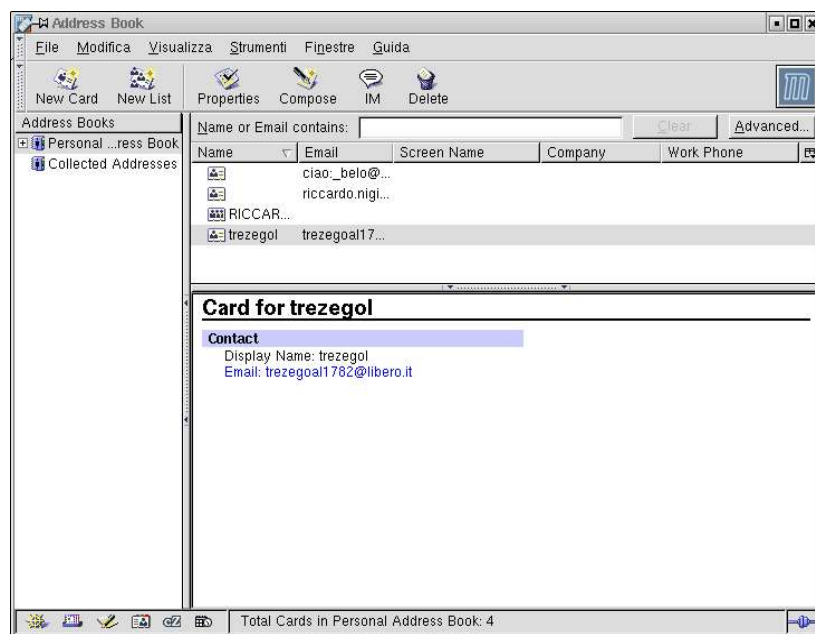 Address Book
File Modifica Visualizza Strumenti Finestre Guida
New Card New List Properties Compose IM Delete
Address Books
Personal ...ress Book
Collected Addresses
Name or Email contains: Clear Advanced...
Name Email Screen Name Company Work Phone
ciao:_belo@...
riccardo.nigi...
RICCAR...
trezegol trezegoal17...
Card for trezegol
Contact
Display Name: trezegol
Email: trezegoal1782@libero.it
Total Cards in Personal Address Book: 4